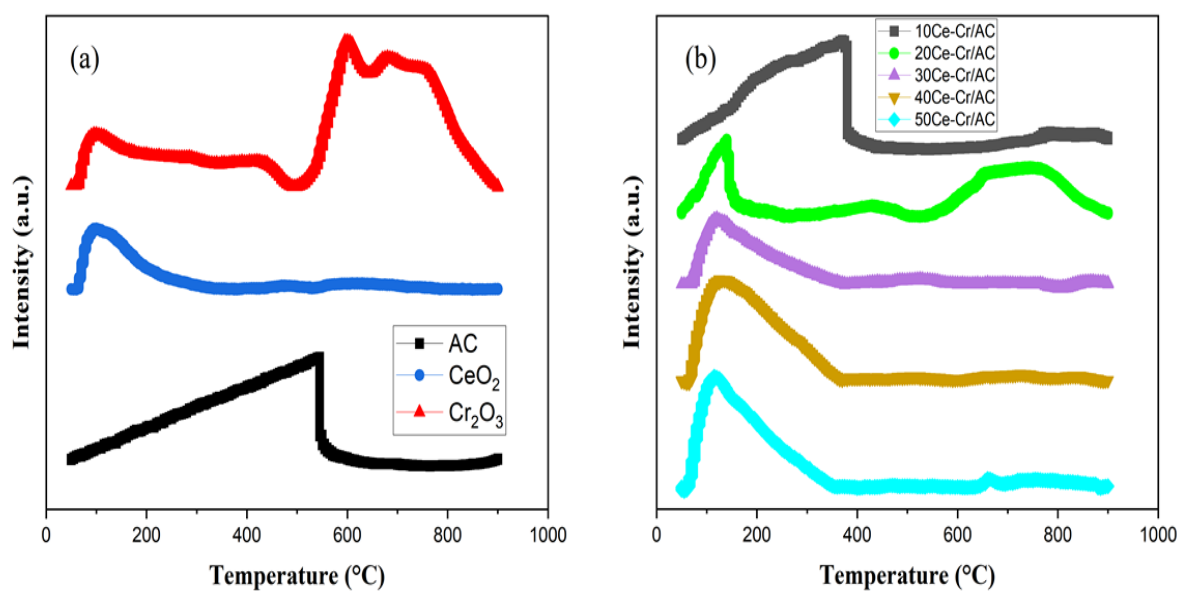 (a)
Intensity (a.u.)
AC
CeO₂
Cr₂O₃
0
200
400
600
800
1000
Temperature (°C)
(b)
10Ce-Cr/AC
20Ce-Cr/AC
30Ce-Cr/AC
40Ce-Cr/AC
50Ce-Cr/AC
Intensity (a.u.)
0
200
400
600
800
1000
Temperature (°C)